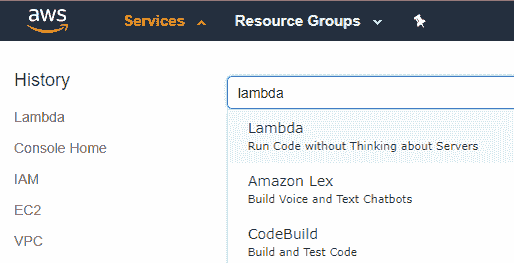 aws Services Resource Groups
History
Lambda
Console Home
IAM
EC2
VPC
lambda
Lambda
Run Code without Thinking about Servers
Amazon Lex
Build Voice and Text Chatbots
CodeBuild
Build and Test Code